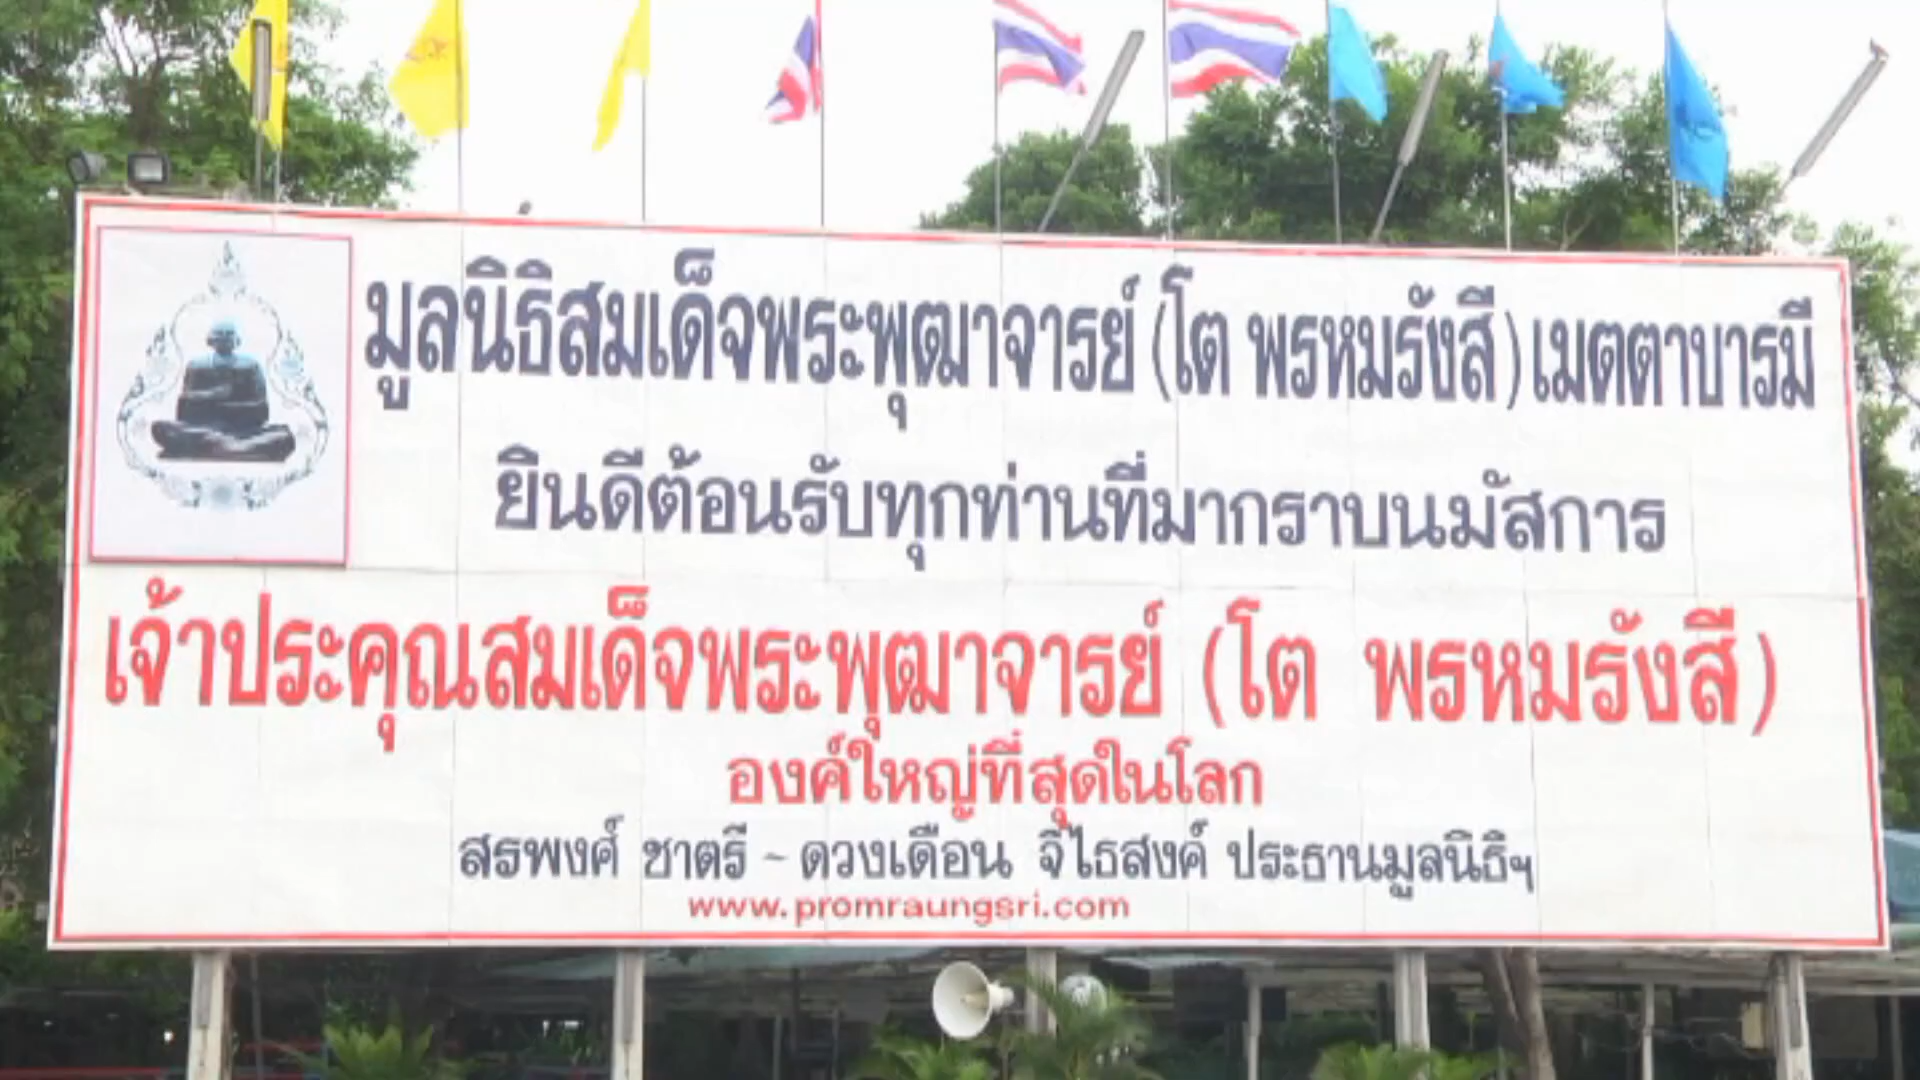 มูลนิธิสมเด็จพระพุฒาจารย์ (โต พรหมรังสี) เมตตาบารมี
ยินดีต้อนรับทุกท่านที่มากราบนมัสการ
เจ้าประคุณสมเด็จพระพุฒาจารย์ (โต พรหมรังสี)
องค์ใหญ่ที่สุดในโลก
สรพงศ์ ชาตรี - ดวงเดือน จิไธสงค์ ประธานมูลนิธิฯ
www.promraungsri.com